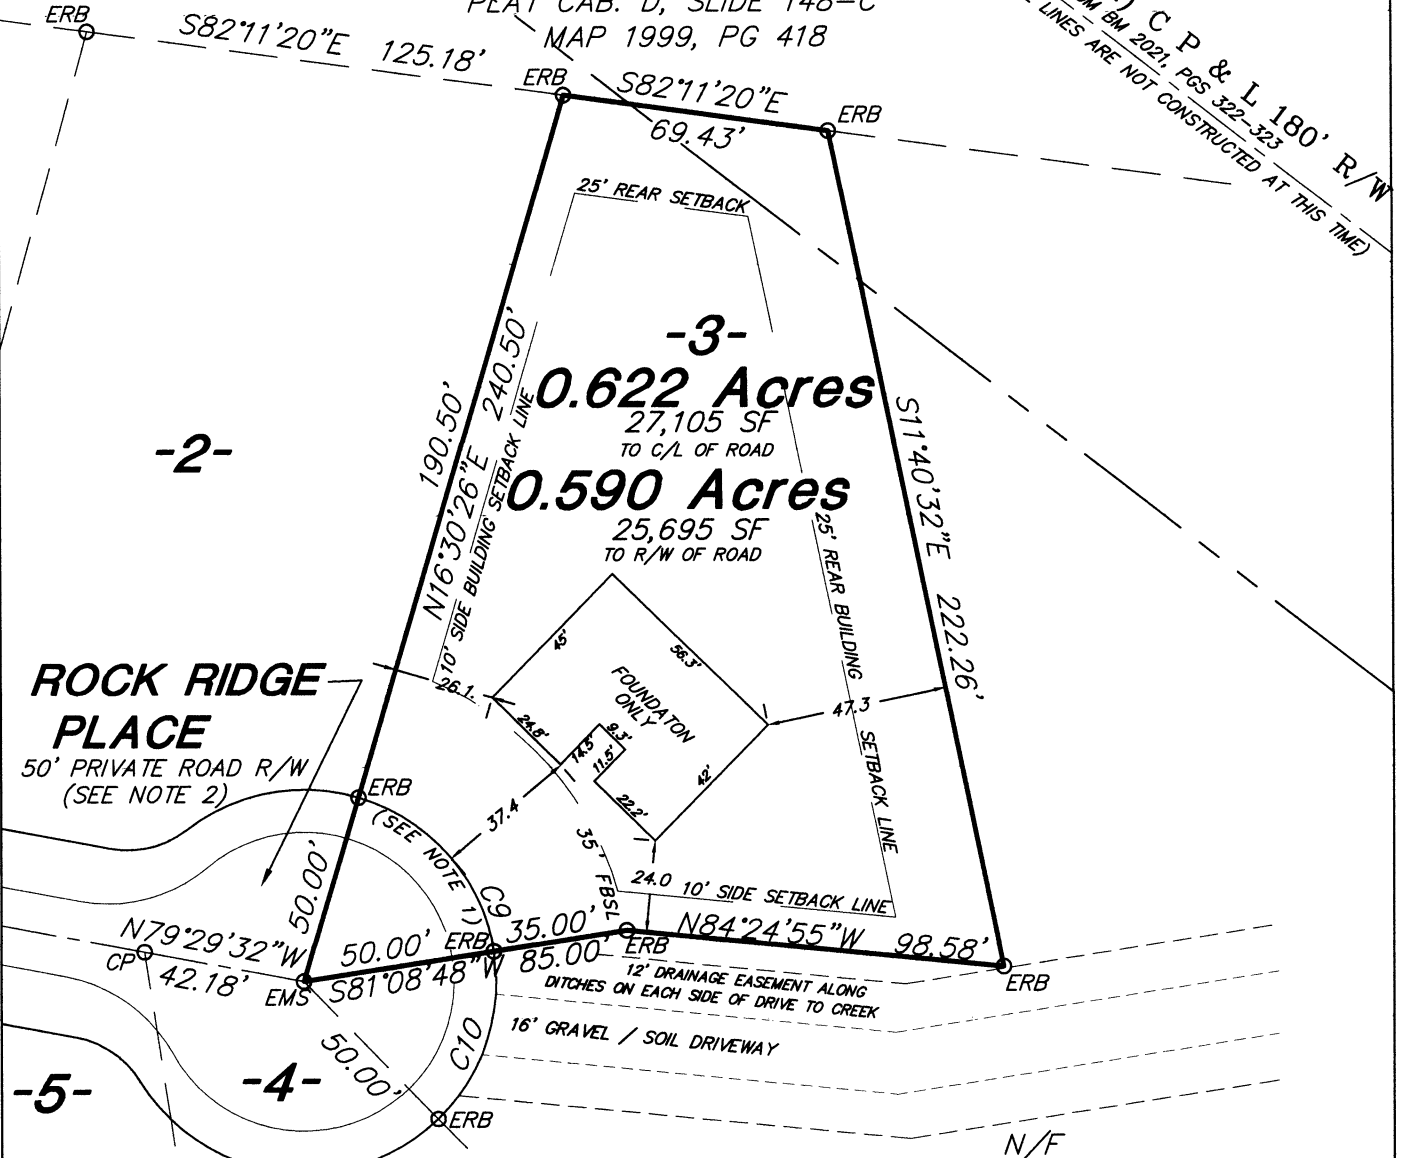 PLAT CAB. D, SLIDE 148-C
MAP 1999, PG 418
C P & L 180' R/W
BM 2021, PGS 322-323
LINES ARE NOT CONSTRUCTED AT THIS TIME)
ERB
S82°11'20"E 125.18'
ERB
S82°11'20"E
69.43'
ERB
25' REAR SETBACK
-3-
0.622 Acres
27,105 SF
TO C/L OF ROAD
0.590 Acres
25,695 SF
TO R/W OF ROAD
-2-
190.50'
N16°30'26"E 240.50'
10' SIDE BUILDING SETBACK LINE
S11°40'32"E 222.26'
25' REAR BUILDING SETBACK LINE
45'
56.3'
FOUNDATON
ONLY
26.1
24.8'
14.5'
9.3'
11.5'
22.2'
42'
47.3
ROCK RIDGE
PLACE
50' PRIVATE ROAD R/W
(SEE NOTE 2)
ERB
(SEE NOTE 1)
37.4
35' FBSL
24.0
10' SIDE SETBACK LINE
C9
50.00'
N79°29'32"W
42.18'
CP
EMS
50.00'
ERB
35.00'
S81°08'48"W 85.00'
ERB
N84°24'55"W 98.58'
ERB
12' DRAINAGE EASEMENT ALONG
DITCHES ON EACH SIDE OF DRIVE TO CREEK
16' GRAVEL / SOIL DRIVEWAY
50.00'
C10
-4-
-5-
ERB
N/F